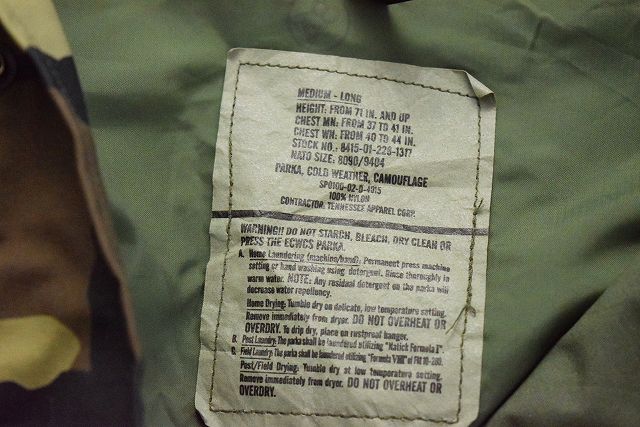 MEDIUM - LONG
HEIGHT: FROM 71 IN. AND UP
CHEST MN: FROM 37 TO 41 IN.
CHEST WN: FROM 40 TO 44 IN.
STOCK NO.: 8415-01-228-1317
NATO SIZE: 8090/9404
PARKA, COLD WEATHER, CAMOUFLAGE
SPO100-02-D-4015
100% NYLON
CONTRACTOR: TENNESSEE APPAREL CORP.
WARNING!! DO NOT STARCH, BLEACH, DRY CLEAN OR
PRESS THE ECWCS PARKA.
A. Home Laundering (machine/hand): Permanent press machine
setting or hand washing using detergent. Rinse thoroughly in
warm water. NOTE: Any residual detergent on the parka will
decrease water repellency.
Home Drying: Tumble dry on delicate, low temperature setting.
Remove immediately from dryer. DO NOT OVERHEAT OR
OVERDRY. To drip dry, place on rustproof hanger.
B. Post Laundry: The parka shall be laundered utilizing "Natick Formula I".
C. Field Laundry: The parka shall be laundered utilizing "Formula VIII" of FM 10-280.
Post/Field Drying: Tumble dry at low temperature setting.
Remove immediately from dryer. DO NOT OVERHEAT OR
OVERDRY.